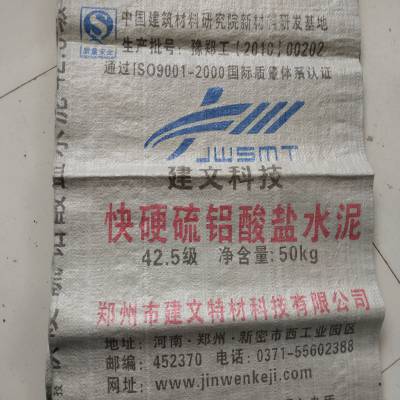 中国建筑材料研究院新材料研发基地
质量安全
生产批号：豫郑工（2010）00202
通过ISO9001-2000国际质量体系认证
JWSMT
建文科技
快硬硫铝酸盐水泥
42.5级 净含量:50kg
郑州市建文特材科技有限公司
地址：河南·郑州·新密市西工业园区
邮编：452370 电话：0371-55602388
网址：www.jinwenkeji.com